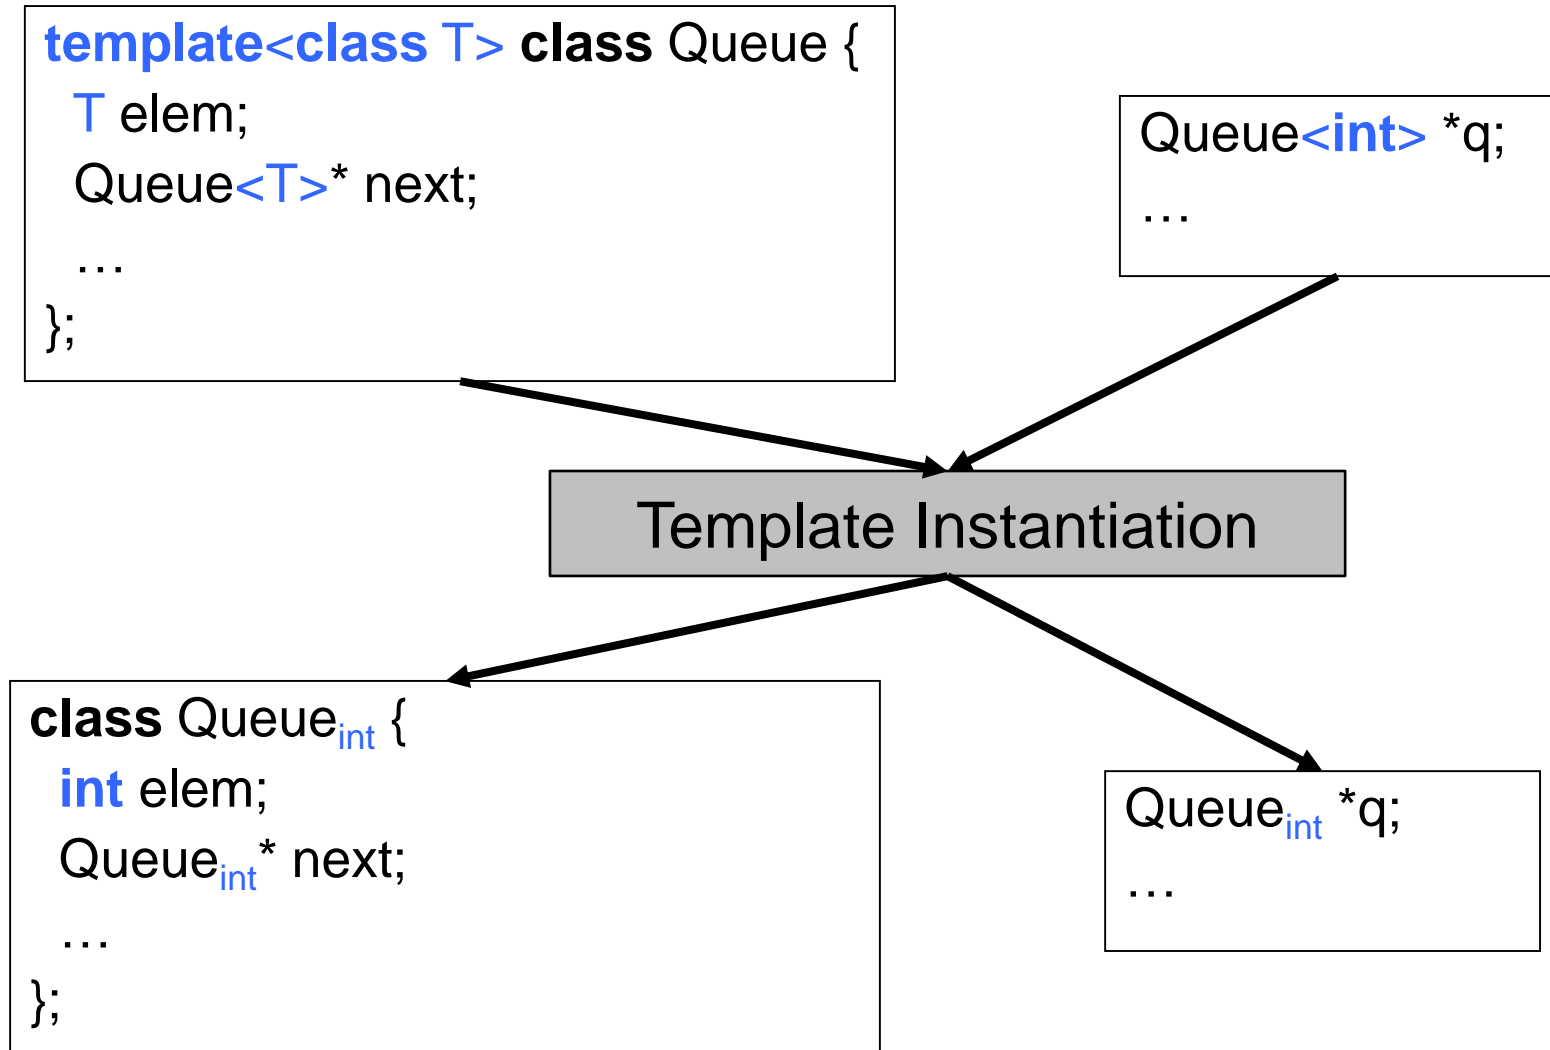 template<class T> class Queue {
T elem;
Queue<T>* next;
…
};
Queue<int> *q;
…
Template Instantiation
class Queueint {
int elem;
Queueint* next;
…
};
Queueint *q;
…